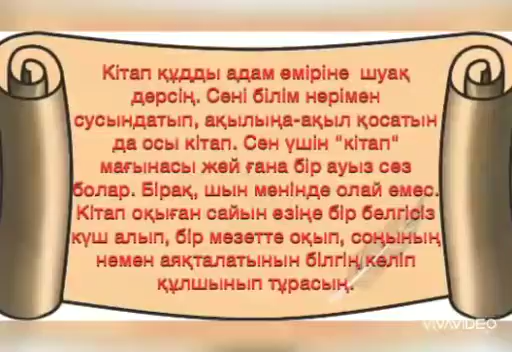 Кітап құдды адам өміріне шуақ
дерсің. Сені білім нәрімен
сусындатып, ақылыңа-ақыл қосатын
да осы кітап. Сен үшін "кітап"
мағынасы жей ғана бір ауыз сөз
болар. Бірақ, шын мәнінде олай емес.
Кітап оқыған сайын өзіңе бір белгісіз
күш алып, бір мезетте оқып, соңының
немен аяқталатынын білгің келіп
құлшынып тұрасың.
VIVAVIDEO